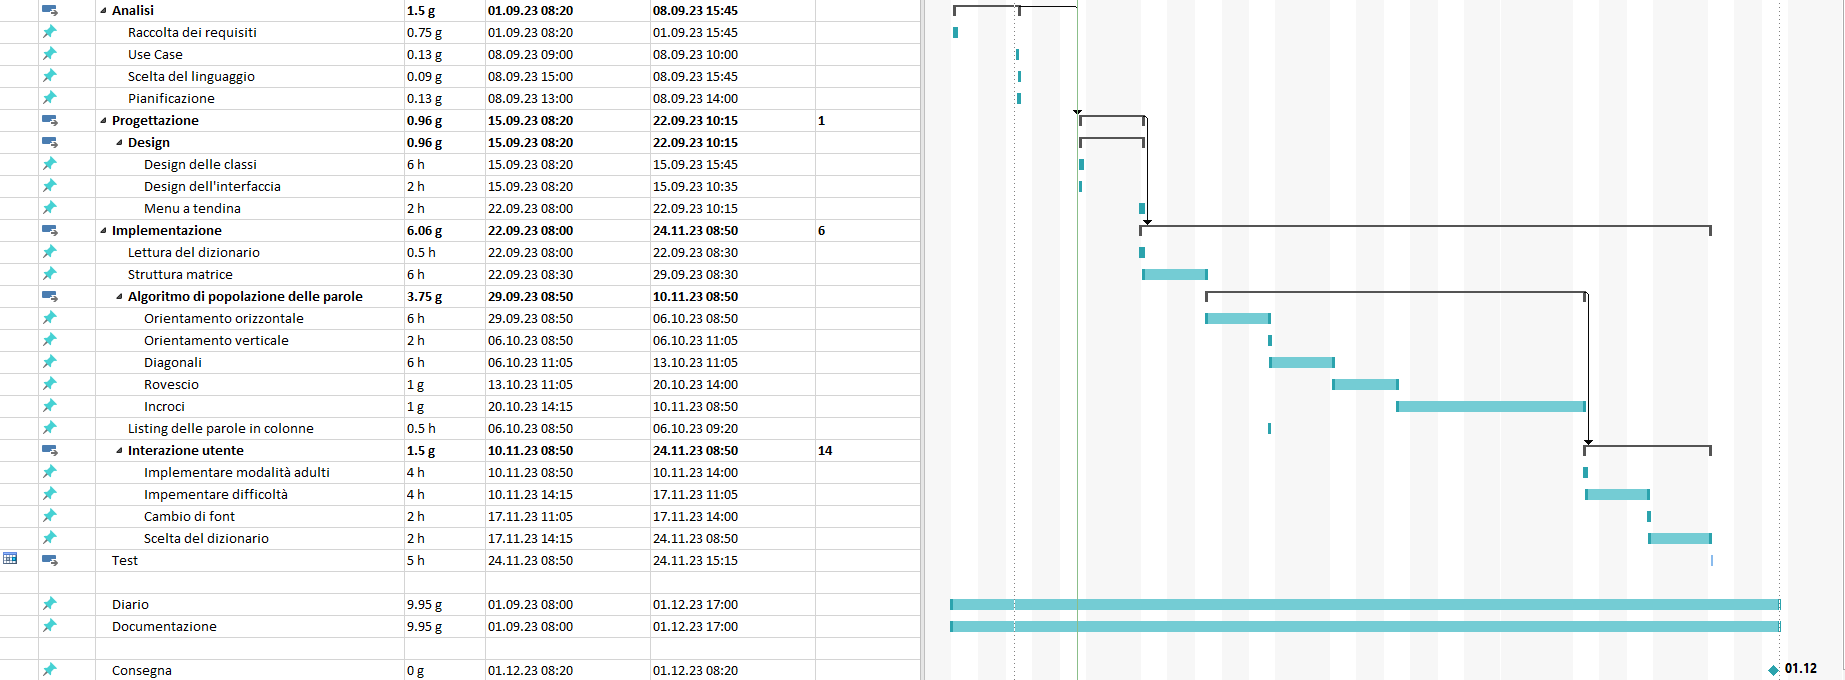 Analisi 1.5 g 01.09.23 08:20 08.09.23 15:45
Raccolta dei requisiti 0.75 g 01.09.23 08:20 01.09.23 15:45
Use Case 0.13 g 08.09.23 09:00 08.09.23 10:00
Scelta del linguaggio 0.09 g 08.09.23 15:00 08.09.23 15:45
Pianificazione 0.13 g 08.09.23 13:00 08.09.23 14:00
Progettazione 0.96 g 15.09.23 08:20 22.09.23 10:15 1
Design 0.96 g 15.09.23 08:20 22.09.23 10:15
Design delle classi 6 h 15.09.23 08:20 15.09.23 15:45
Design dell'interfaccia 2 h 15.09.23 08:20 15.09.23 10:35
Menu a tendina 2 h 22.09.23 08:00 22.09.23 10:15
Implementazione 6.06 g 22.09.23 08:00 24.11.23 08:50 6
Lettura del dizionario 0.5 h 22.09.23 08:00 22.09.23 08:30
Struttura matrice 6 h 22.09.23 08:30 29.09.23 08:30
Algoritmo di popolazione delle parole 3.75 g 29.09.23 08:50 10.11.23 08:50
Orientamento orizzontale 6 h 29.09.23 08:50 06.10.23 08:50
Orientamento verticale 2 h 06.10.23 08:50 06.10.23 11:05
Diagonali 6 h 06.10.23 11:05 13.10.23 11:05
Rovescio 1 g 13.10.23 11:05 20.10.23 14:00
Incroci 1 g 20.10.23 14:15 10.11.23 08:50
Listing delle parole in colonne 0.5 h 06.10.23 08:50 06.10.23 09:20
Interazione utente 1.5 g 10.11.23 08:50 24.11.23 08:50 14
Implementare modalità adulti 4 h 10.11.23 08:50 10.11.23 14:00
Impementare difficoltà 4 h 10.11.23 14:15 17.11.23 11:05
Cambio di font 2 h 17.11.23 11:05 17.11.23 14:00
Scelta del dizionario 2 h 17.11.23 14:15 24.11.23 08:50
Test 5 h 24.11.23 08:50 24.11.23 15:15
Diario 9.95 g 01.09.23 08:00 01.12.23 17:00
Documentazione 9.95 g 01.09.23 08:00 01.12.23 17:00
Consegna 0 g 01.12.23 08:20 01.12.23 08:20 01.12